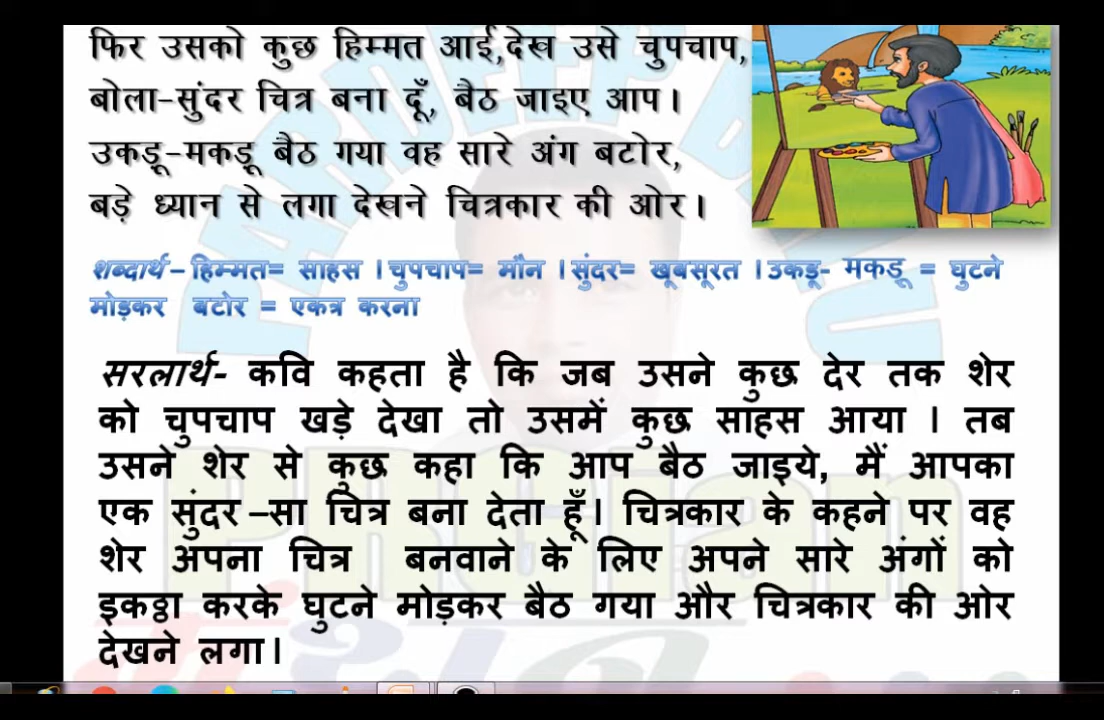 फिर उसको कुछ हिम्मत आई,देख उसे चुपचाप,
बोला-सुंदर चित्र बना दूँ, बैठ जाइए आप।
उकड़ू-मकड़ू बैठ गया वह सारे अंग बटोर,
बड़े ध्यान से लगा देखने चित्रकार की ओर।
शब्दार्थ– हिम्मत= साहस ।चुपचाप= मौन ।सुंदर= खूबसूरत ।उकडू- मकडू = घुटने
मोड़कर बटोर = एकत्र करना
सरलार्थ- कवि कहता है कि जब उसने कुछ देर तक शेर
को चुपचाप खड़े देखा तो उसमें कुछ साहस आया । तब
उसने शेर से कुछ कहा कि आप बैठ जाइये, मैं आपका
एक सुंदर –सा चित्र बना देता हूँ। चित्रकार के कहने पर वह
शेर अपना चित्र बनवाने के लिए अपने सारे अंगों को
इकठ्ठा करके घुटने मोड़कर बैठ गया और चित्रकार की ओर
देखने लगा।